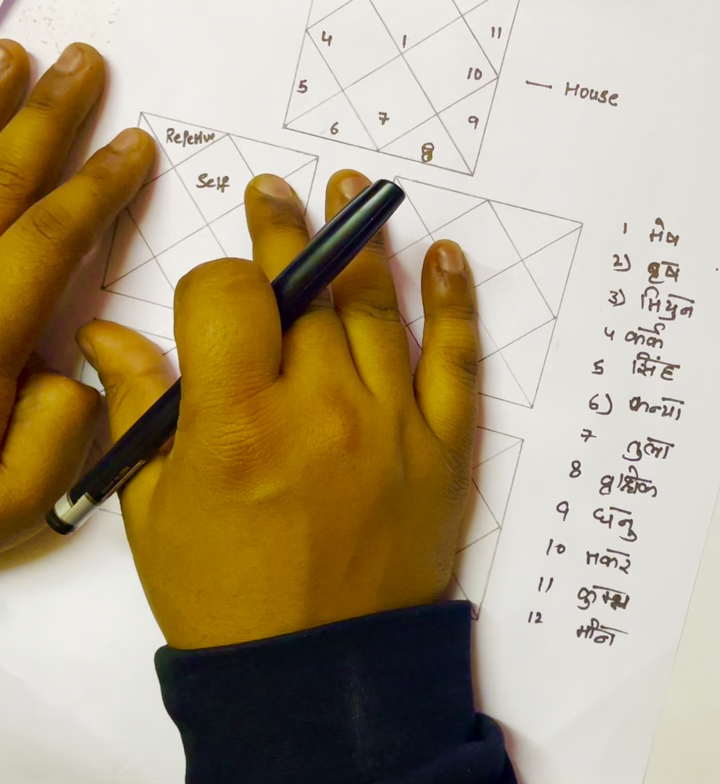 4 1 11
5 10
6 7 8 9
— House
Self
1 मेष
2) वृष
3) मिथुन
4 कर्क
5 सिंह
6) कन्या
7 तुला
8
9 धनु
10 मकर
11 कुम्भ
12 मीन